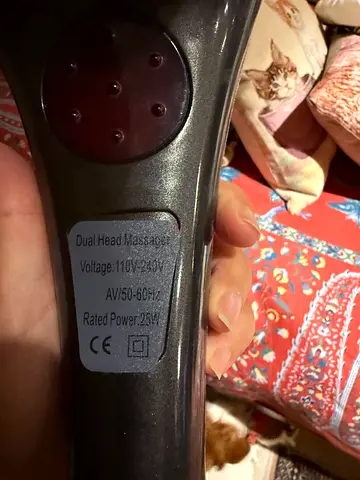 Dual Head Massager
Voltage:110V-240V
AV/50-60Hz
Rated Power:25W
CE